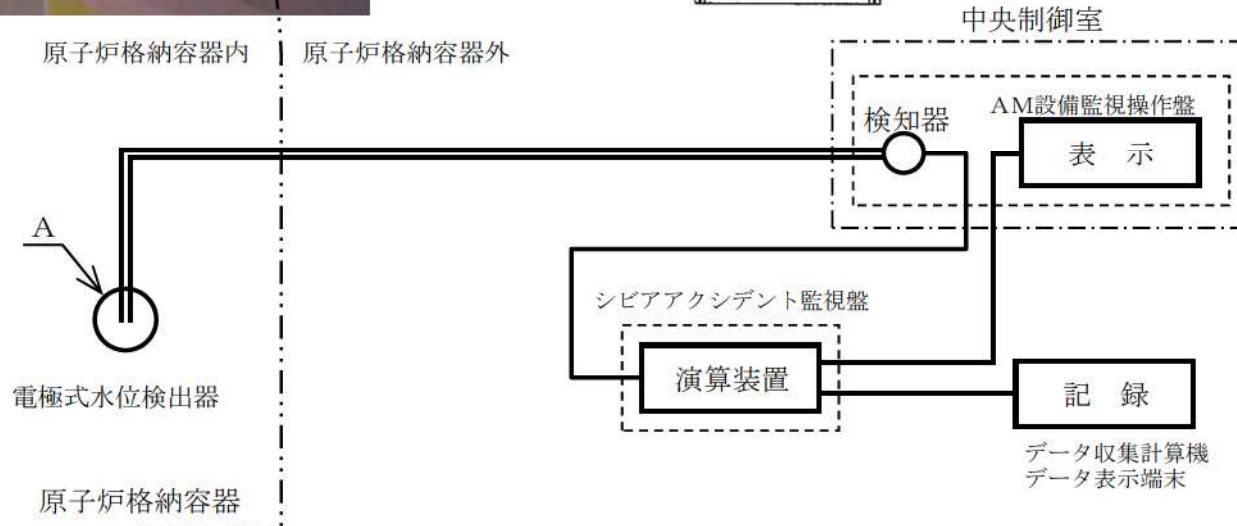 中央制御室
原子炉格納容器内
原子炉格納容器外
AM設備監視操作盤
検知器
表 示
A
シビアアクシデント監視盤
演算装置
電極式水位検出器
記 録
データ収集計算機
データ表示端末
原子炉格納容器